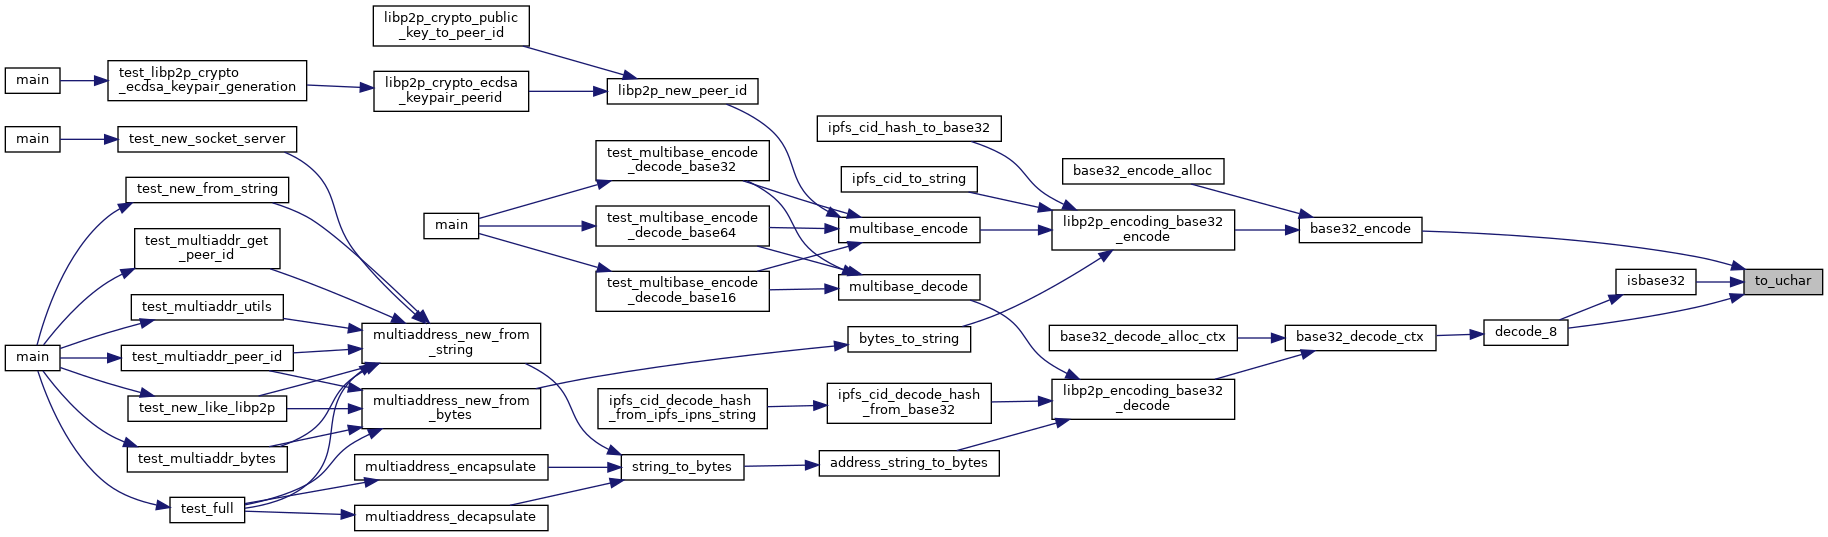 libp2p_crypto_public
_key_to_peer_id
main
test_libp2p_crypto
_ecdsa_keypair_generation
libp2p_crypto_ecdsa
_keypair_peerid
libp2p_new_peer_id
main
test_new_socket_server
ipfs_cid_hash_to_base32
test_multibase_encode
_decode_base32
base32_encode_alloc
ipfs_cid_to_string
test_new_from_string
main
test_multibase_encode
_decode_base64
multibase_encode
libp2p_encoding_base32
_encode
base32_encode
test_multiaddr_get
_peer_id
test_multibase_encode
_decode_base16
multibase_decode
isbase32
to_uchar
test_multiaddr_utils
multiaddress_new_from
_string
bytes_to_string
base32_decode_alloc_ctx
base32_decode_ctx
decode_8
main
test_multiaddr_peer_id
test_new_like_libp2p
multiaddress_new_from
_bytes
ipfs_cid_decode_hash
_from_ipfs_ipns_string
ipfs_cid_decode_hash
_from_base32
libp2p_encoding_base32
_decode
test_multiaddr_bytes
multiaddress_encapsulate
string_to_bytes
address_string_to_bytes
test_full
multiaddress_decapsulate